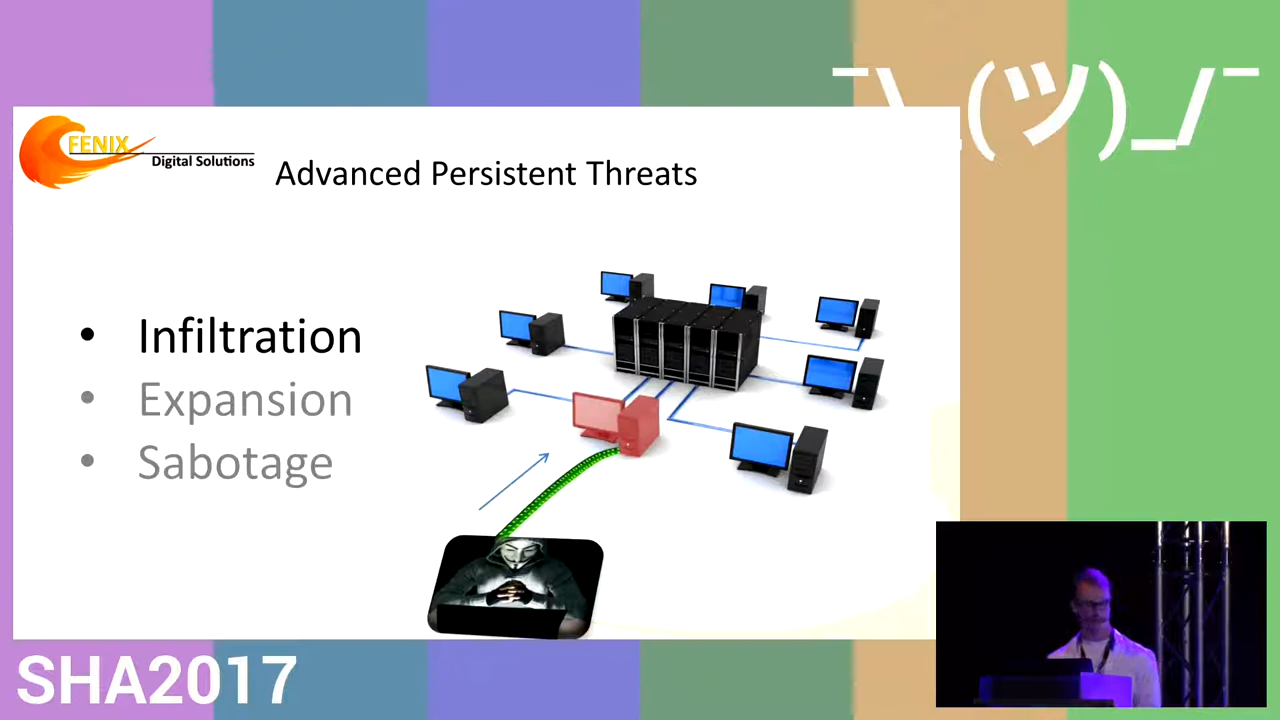 ¯\_(ツ)_/¯
FENIX
Digital Solutions
Advanced Persistent Threats
• Infiltration
• Expansion
• Sabotage
SHA2017